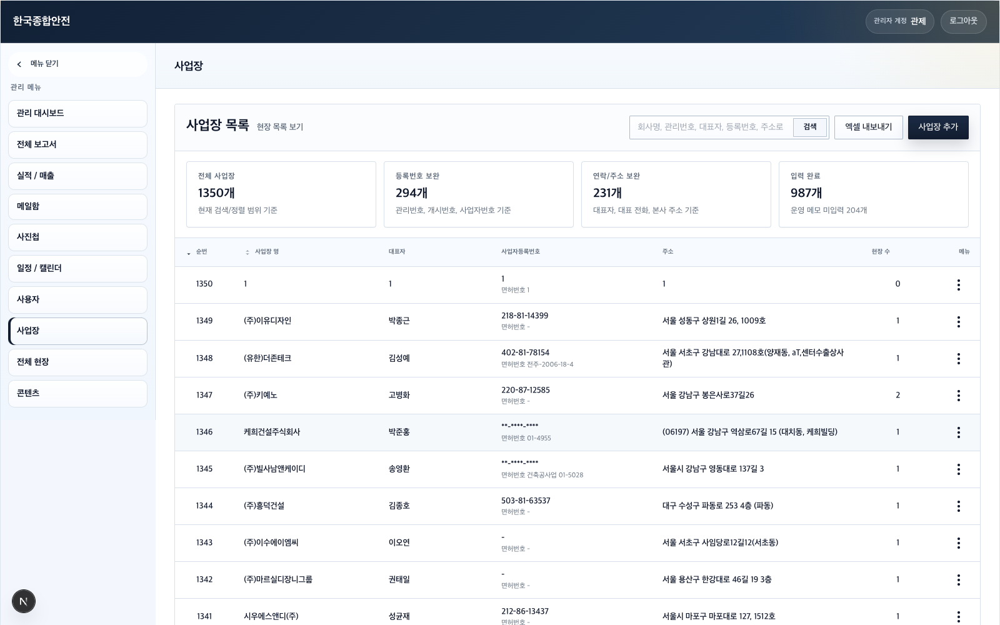 한국종합안전
관리자 계정 관제
로그아웃
메뉴 닫기
관리 메뉴
관리 대시보드
전체 보고서
실적 / 매출
메일함
사진첩
일정 / 캘린더
사용자
사업장
전체 현장
콘텐츠
사업장
사업장 목록 현장 목록 보기
회사명, 관리번호, 대표자, 등록번호, 주소로
검색
엑셀 내보내기
사업장 추가
전체 사업장
1350개
현재 검색/정렬 범위 기준
등록번호 보완
294개
관리번호, 개시번호, 사업자번호 기준
연락/주소 보완
231개
대표자, 대표 전화, 본사 주소 기준
입력 완료
987개
운영 메모 미입력 204개
순번 사업장 명 대표자 사업자등록번호 주소 현장 수 메뉴
1350 1 1 1 1 0
면허번호 1
1349 (주)이유디자인 박종근 218-81-14399 서울 성동구 상원1길 26, 1009호 1
면허번호 -
1348 (유한)더존테크 김성예 402-81-78154 서울 서초구 강남대로 27,1108호(양재동, aT,센터수출상사 1
면허번호 전주-2006-18-4 관)
1347 (주)키예노 고병화 220-87-12585 서울 강남구 봉은사로37길26 2
면허번호 -
1346 케희건설주식회사 박준홍 **-****-**** (06197) 서울 강남구 역삼로67길 15 (대치동, 케희빌딩) 1
면허번호 01-4955
1345 (주)빌사남앤케이디 송영환 **-****-**** 서울시 강남구 영동대로 137길 3 1
면허번호 건축공사업 01-5028
1344 (주)흥덕건설 김종호 503-81-63537 대구 수성구 파동로 253 4층 (파동) 1
면허번호 -
1343 (주)이수에이엠씨 이오연 - 서울 서초구 사임당로12길12(서초동) 1
면허번호 -
1342 (주)마르실디장니그룹 권태일 - 서울 용산구 한강대로 46길 19 3층 1
면허번호 -
1341 시우에스앤디(주) 성균재 212-86-13437 서울시 마포구 마포대로 127, 1512호 1
면허번호 -
N